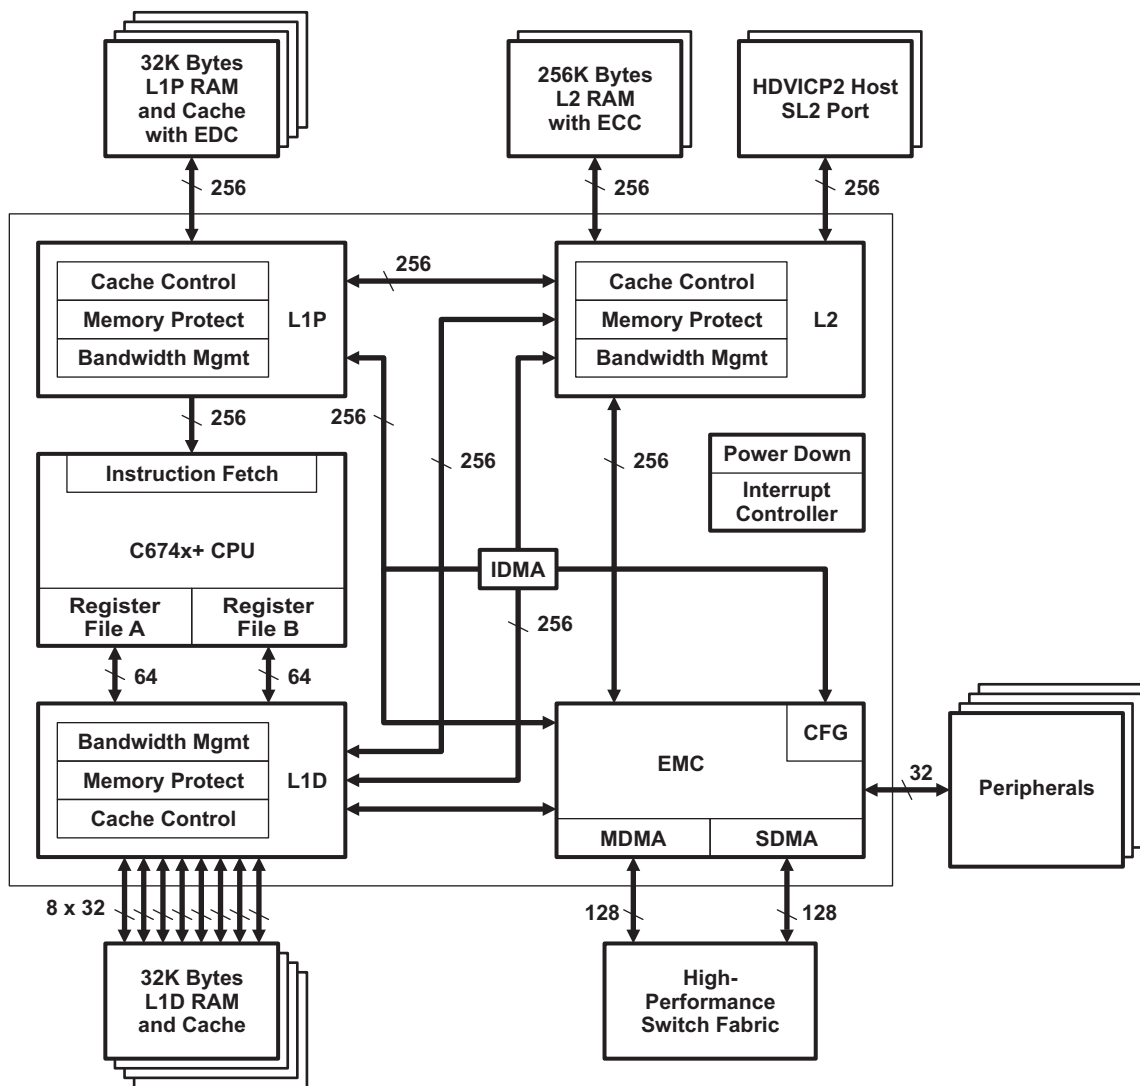 32K Bytes
L1P RAM
and Cache
with EDC
256K Bytes
L2 RAM
with ECC
HDVICP2 Host
SL2 Port
256
256
256
Cache Control
Memory Protect
Bandwidth Mgmt
L1P
256
Cache Control
Memory Protect
Bandwidth Mgmt
L2
256
256
256
256
Power Down
Interrupt
Controller
Instruction Fetch
C674x+ CPU
Register
File A
Register
File B
IDMA
256
64
64
Bandwidth Mgmt
Memory Protect
Cache Control
L1D
CFG
EMC
MDMA
SDMA
32
Peripherals
8 x 32
128
128
32K Bytes
L1D RAM
and Cache
High-
Performance
Switch Fabric